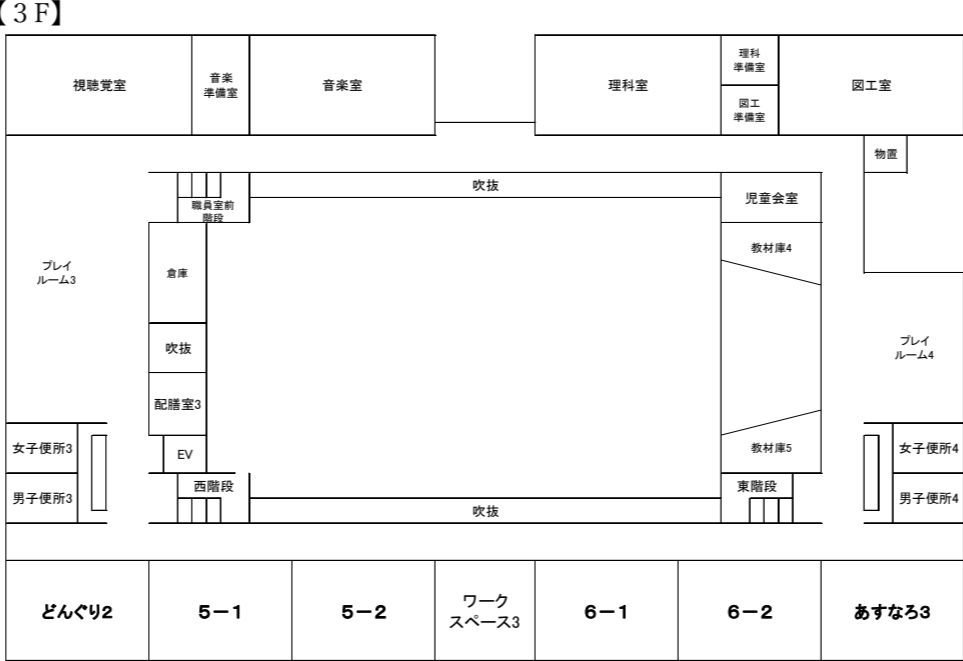 【3F】
視聴覚室
音楽
準備室
音楽室
理科室
理科
準備室
図工
準備室
図工室
物置
吹抜
職員室前
階段
児童会室
教材庫4
プレイ
ルーム3
倉庫
吹抜
配膳室3
EV
プレイ
ルーム4
女子便所3
男子便所3
西階段
吹抜
教材庫5
東階段
女子便所4
男子便所4
どんぐり2
5－1
5－2
ワーク
スペース3
6－1
6－2
あすなろ3